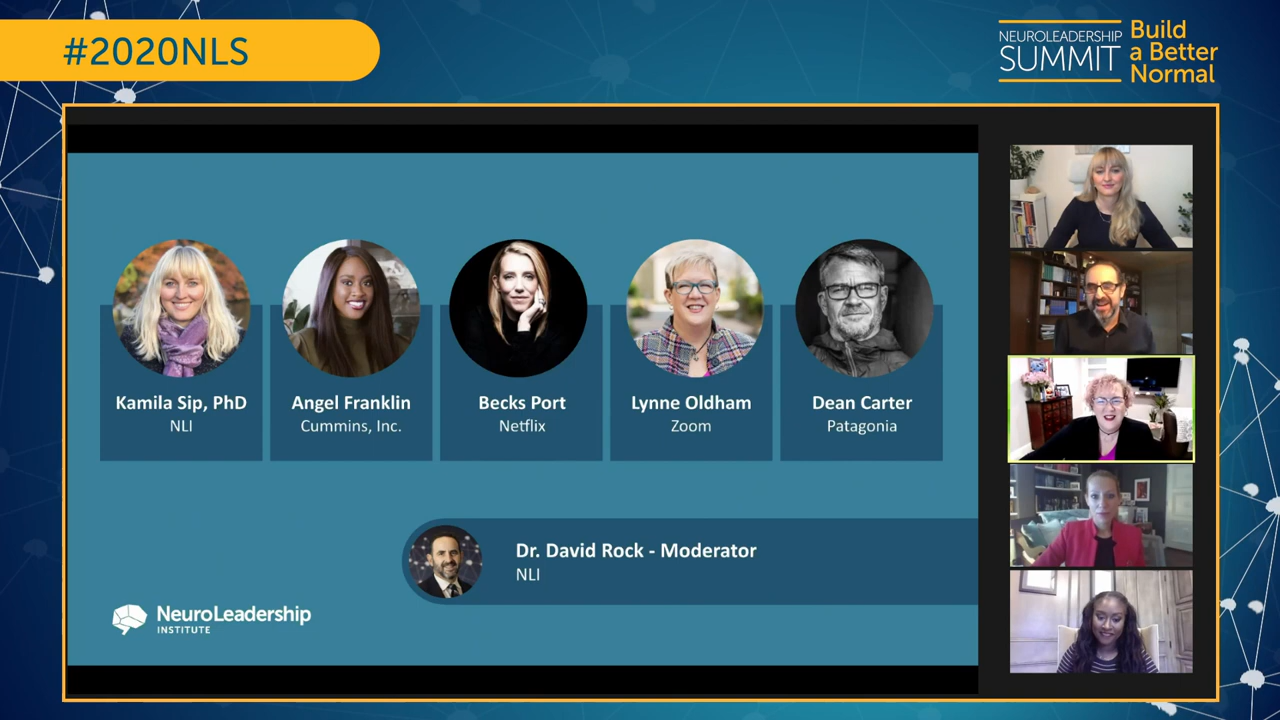 #2020NLS
NEUROLEADERSHIP
SUMMIT
Build
a Better
Normal
Kamila Sip, PhD
NLI
Angel Franklin
Cummins, Inc.
Becks Port
Netflix
Lynne Oldham
Zoom
Dean Carter
Patagonia
Dr. David Rock - Moderator
NLI
NeuroLeadership
INSTITUTE